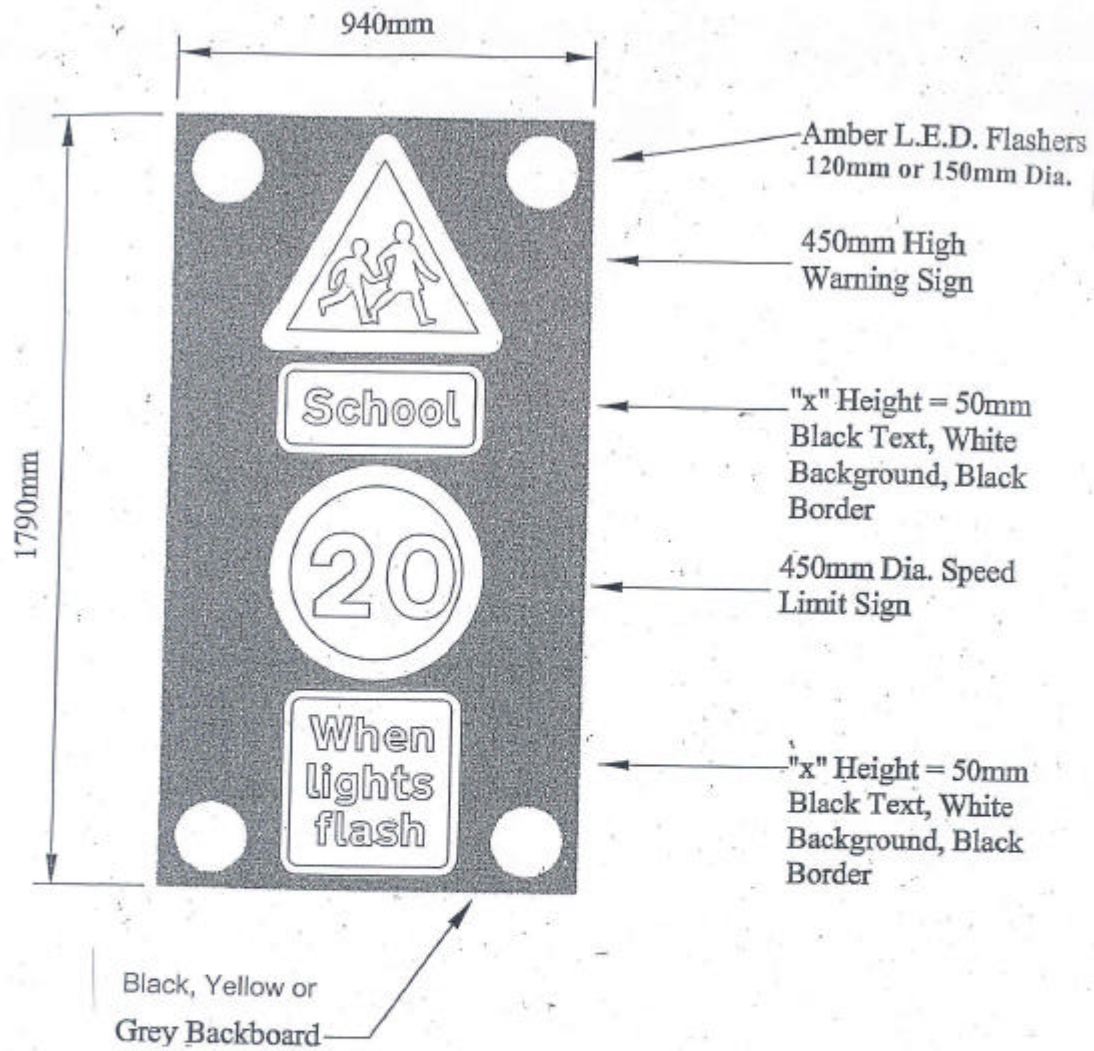 940mm
1790mm
Amber L.E.D. Flashers
120mm or 150mm Dia.
450mm High
Warning Sign
School
"x" Height = 50mm
Black Text, White
Background, Black
Border
20
450mm Dia. Speed
Limit Sign
When
lights
flash
"x" Height = 50mm
Black Text, White
Background, Black
Border
Black, Yellow or
Grey Backboard